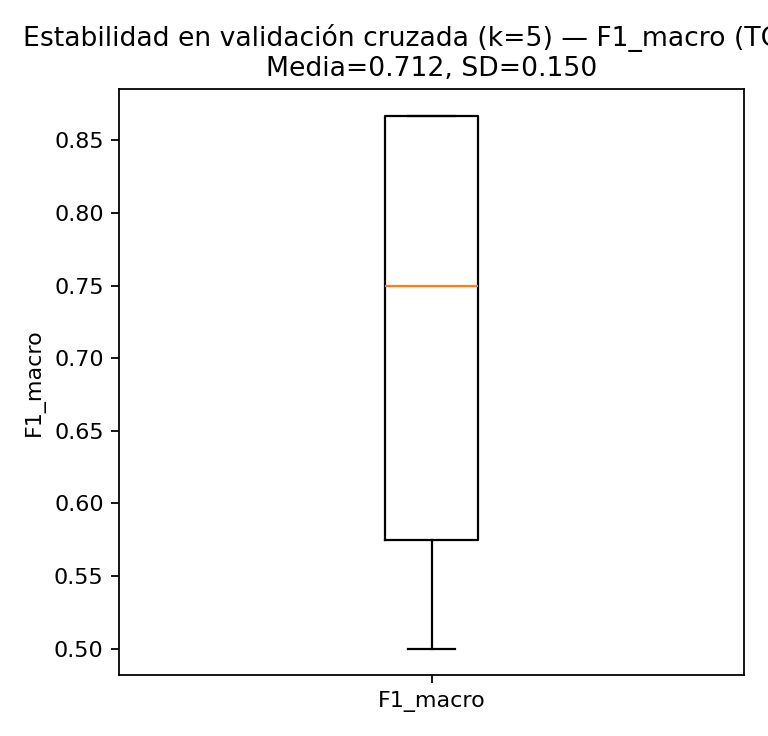 Estabilidad en validación cruzada (k=5) — F1_macro
Media=0.712, SD=0.150
0.85
0.80
0.75
0.70
0.65
0.60
0.55
0.50
F1_macro
F1_macro